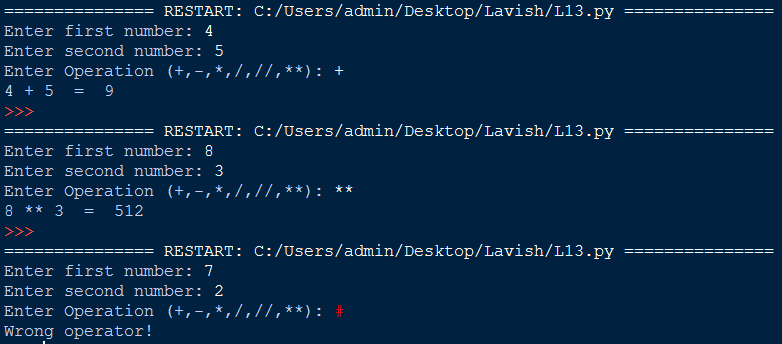 =============== RESTART: C:/Users/admin/Desktop/Lavish/L13.py ===============
Enter first number: 4
Enter second number: 5
Enter Operation (+,-,*,/,//,**): +
4 + 5  =  9
>>>
=============== RESTART: C:/Users/admin/Desktop/Lavish/L13.py ===============
Enter first number: 8
Enter second number: 3
Enter Operation (+,-,*,/,//,**): **
8 ** 3  =  512
>>>
=============== RESTART: C:/Users/admin/Desktop/Lavish/L13.py ===============
Enter first number: 7
Enter second number: 2
Enter Operation (+,-,*,/,//,**): #
Wrong operator!